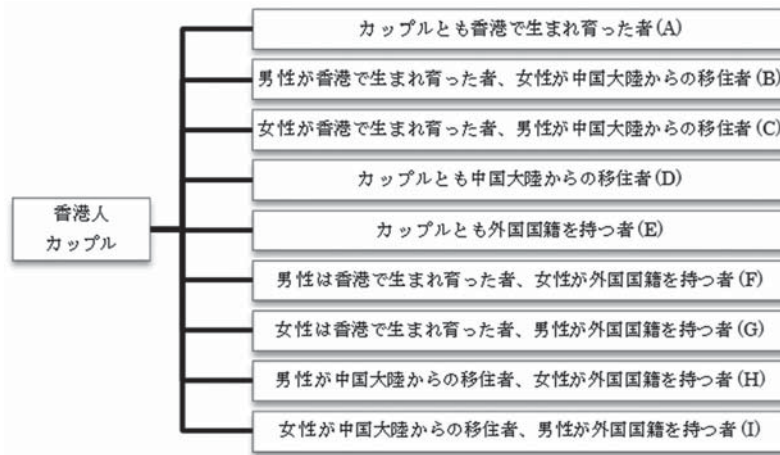 カップルとも香港で生まれ育った者(A)
男性が香港で生まれ育った者、女性が中国大陸からの移住者(B)
女性が香港で生まれ育った者、男性が中国大陸からの移住者(C)
カップルとも中国大陸からの移住者(D)
香港人
カップル
カップルとも外国国籍を持つ者(E)
男性は香港で生まれ育った者、女性が外国国籍を持つ者(F)
女性は香港で生まれ育った者、男性が外国国籍を持つ者(G)
男性が中国大陸からの移住者、女性が外国国籍を持つ者(H)
女性が中国大陸からの移住者、男性が外国国籍を持つ者(I)